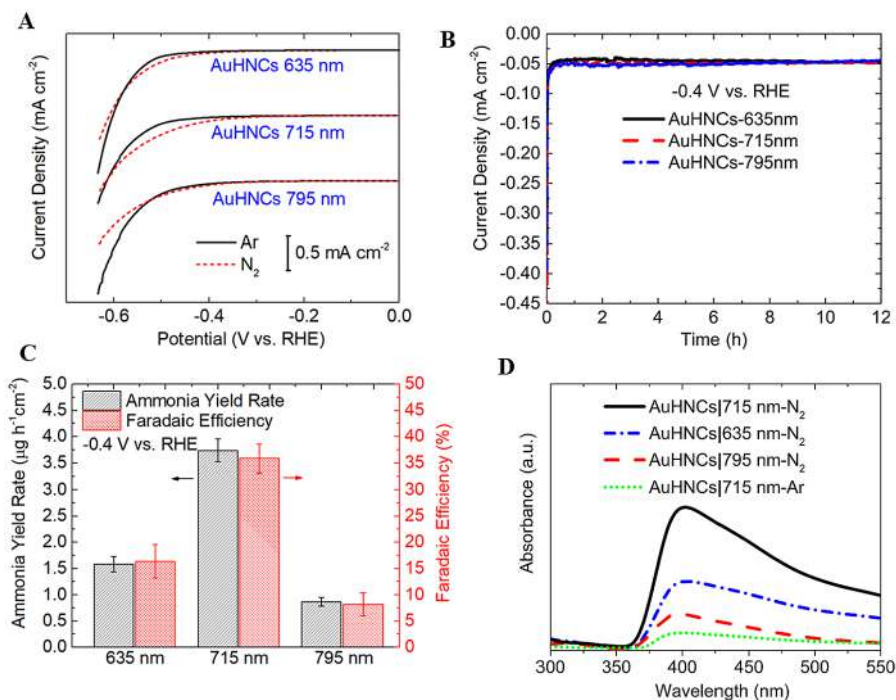 A
Current Density (mA cm⁻²)
AuHNCs 635 nm
AuHNCs 715 nm
AuHNCs 795 nm
Ar
N₂
0.5 mA cm⁻²
-0.6 -0.4 -0.2 0.0
Potential (V vs. RHE)
B
Current Density (mA cm⁻²)
0.00
-0.05
-0.10
-0.15
-0.20
-0.25
-0.30
-0.35
-0.40
-0.45
-0.4 V vs. RHE
AuHNCs-635nm
AuHNCs-715nm
AuHNCs-795nm
0 2 4 6 8 10 12
Time (h)
C
Ammonia Yield Rate (µg h⁻¹cm⁻²)
5.0
4.5
4.0
3.5
3.0
2.5
2.0
1.5
1.0
0.5
0.0
Ammonia Yield Rate
Faradaic Efficiency
-0.4 V vs. RHE
50
45
40
35
30
25
20
15
10
5
0
Faradaic Efficiency (%)
635 nm 715 nm 795 nm
D
Absorbance (a.u.)
AuHNCs|715 nm-N₂
AuHNCs|635 nm-N₂
AuHNCs|795 nm-N₂
AuHNCs|715 nm-Ar
300 350 400 450 500 550
Wavelength (nm)